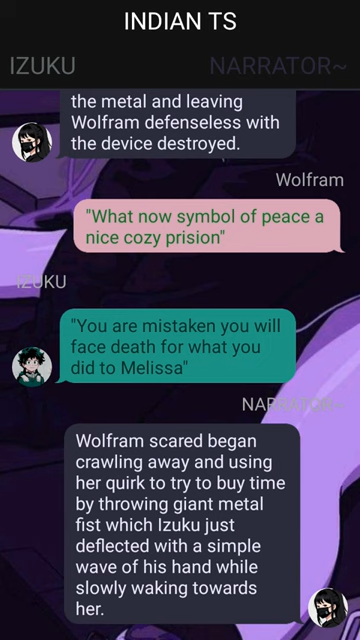 INDIAN TS
IZUKU NARRATOR~
the metal and leaving
Wolfram defenseless with
the device destroyed.
Wolfram
"What now symbol of peace a
nice cozy prision"
IZUKU
"You are mistaken you will
face death for what you
did to Melissa"
NARRATOR~
Wolfram scared began
crawling away and using
her quirk to try to buy time
by throwing giant metal
fist which Izuku just
deflected with a simple
wave of his hand while
slowly waking towards
her.